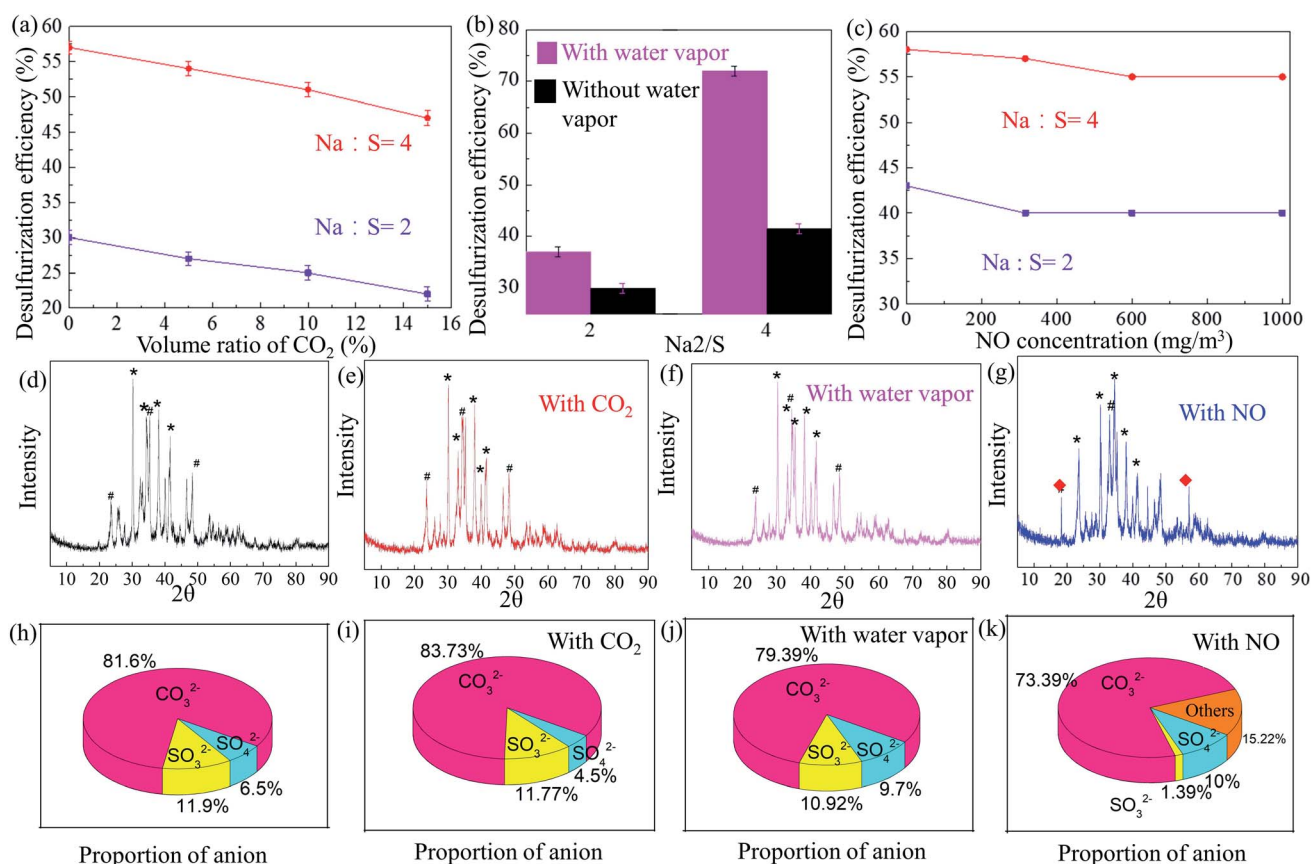 (a)
60
55
50
45
40
35
30
25
20
Desulfurization efficiency (%)
Na : S= 4
Na : S= 2
0 2 4 6 8 10 12 14 16
Volume ratio of CO₂ (%)
(b)
80
70
60
50
40
30
Desulfurization efficiency (%)
With water vapor
Without water
vapor
2 4
Na2/S
(c)
60
55
50
45
40
35
30
Desulfurization efficiency (%)
Na : S= 4
Na : S= 2
0 200 400 600 800 1000
NO concentration (mg/m³)
(d)
Intensity
* * # * * # #
10 20 30 40 50 60 70 80 90
2θ
(e)
With CO₂
Intensity
# * * # * * * #
10 20 30 40 50 60 70 80 90
2θ
(f)
With water vapor
Intensity
# * * # * * * #
10 20 30 40 50 60 70 80 90
2θ
(g)
With NO
Intensity
# * * # * * *
10 20 30 40 50 60 70 80 90
2θ
(h)
81.6%
CO₃²⁻
SO₃²⁻
SO₄²⁻
6.5%
11.9%
Proportion of anion
(i)
With CO₂
83.73%
CO₃²⁻
SO₃²⁻
SO₄²⁻
4.5%
11.77%
Proportion of anion
(j)
With water vapor
79.39%
CO₃²⁻
SO₃²⁻
SO₄²⁻
9.7%
10.92%
Proportion of anion
(k)
With NO
73.39%
CO₃²⁻
Others
SO₄²⁻
15.22%
10%
1.39%
SO₃²⁻
Proportion of anion